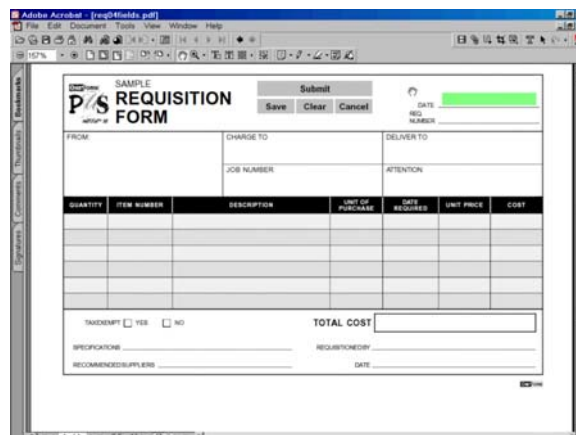 Adobe Acrobat - [req04fields.pdf]
File Edit Document Tools View Window Help
157%
Bookmarks
Thumbnails
Comments
Signatures
SAMPLE
REQUISITION
FORM
Submit
Save Clear Cancel
DATE
REQ.
NUMBER
FROM:
CHARGE TO
DELIVER TO
JOB NUMBER
ATTENTION
QUANTITY ITEM NUMBER DESCRIPTION UNIT OF PURCHASE DATE REQUIRED UNIT PRICE COST
TAX EXEMPT YES NO
TOTAL COST
SPECIFICATIONS
REQUISITIONED BY
RECOMMENDED SUPPLIERS
DATE